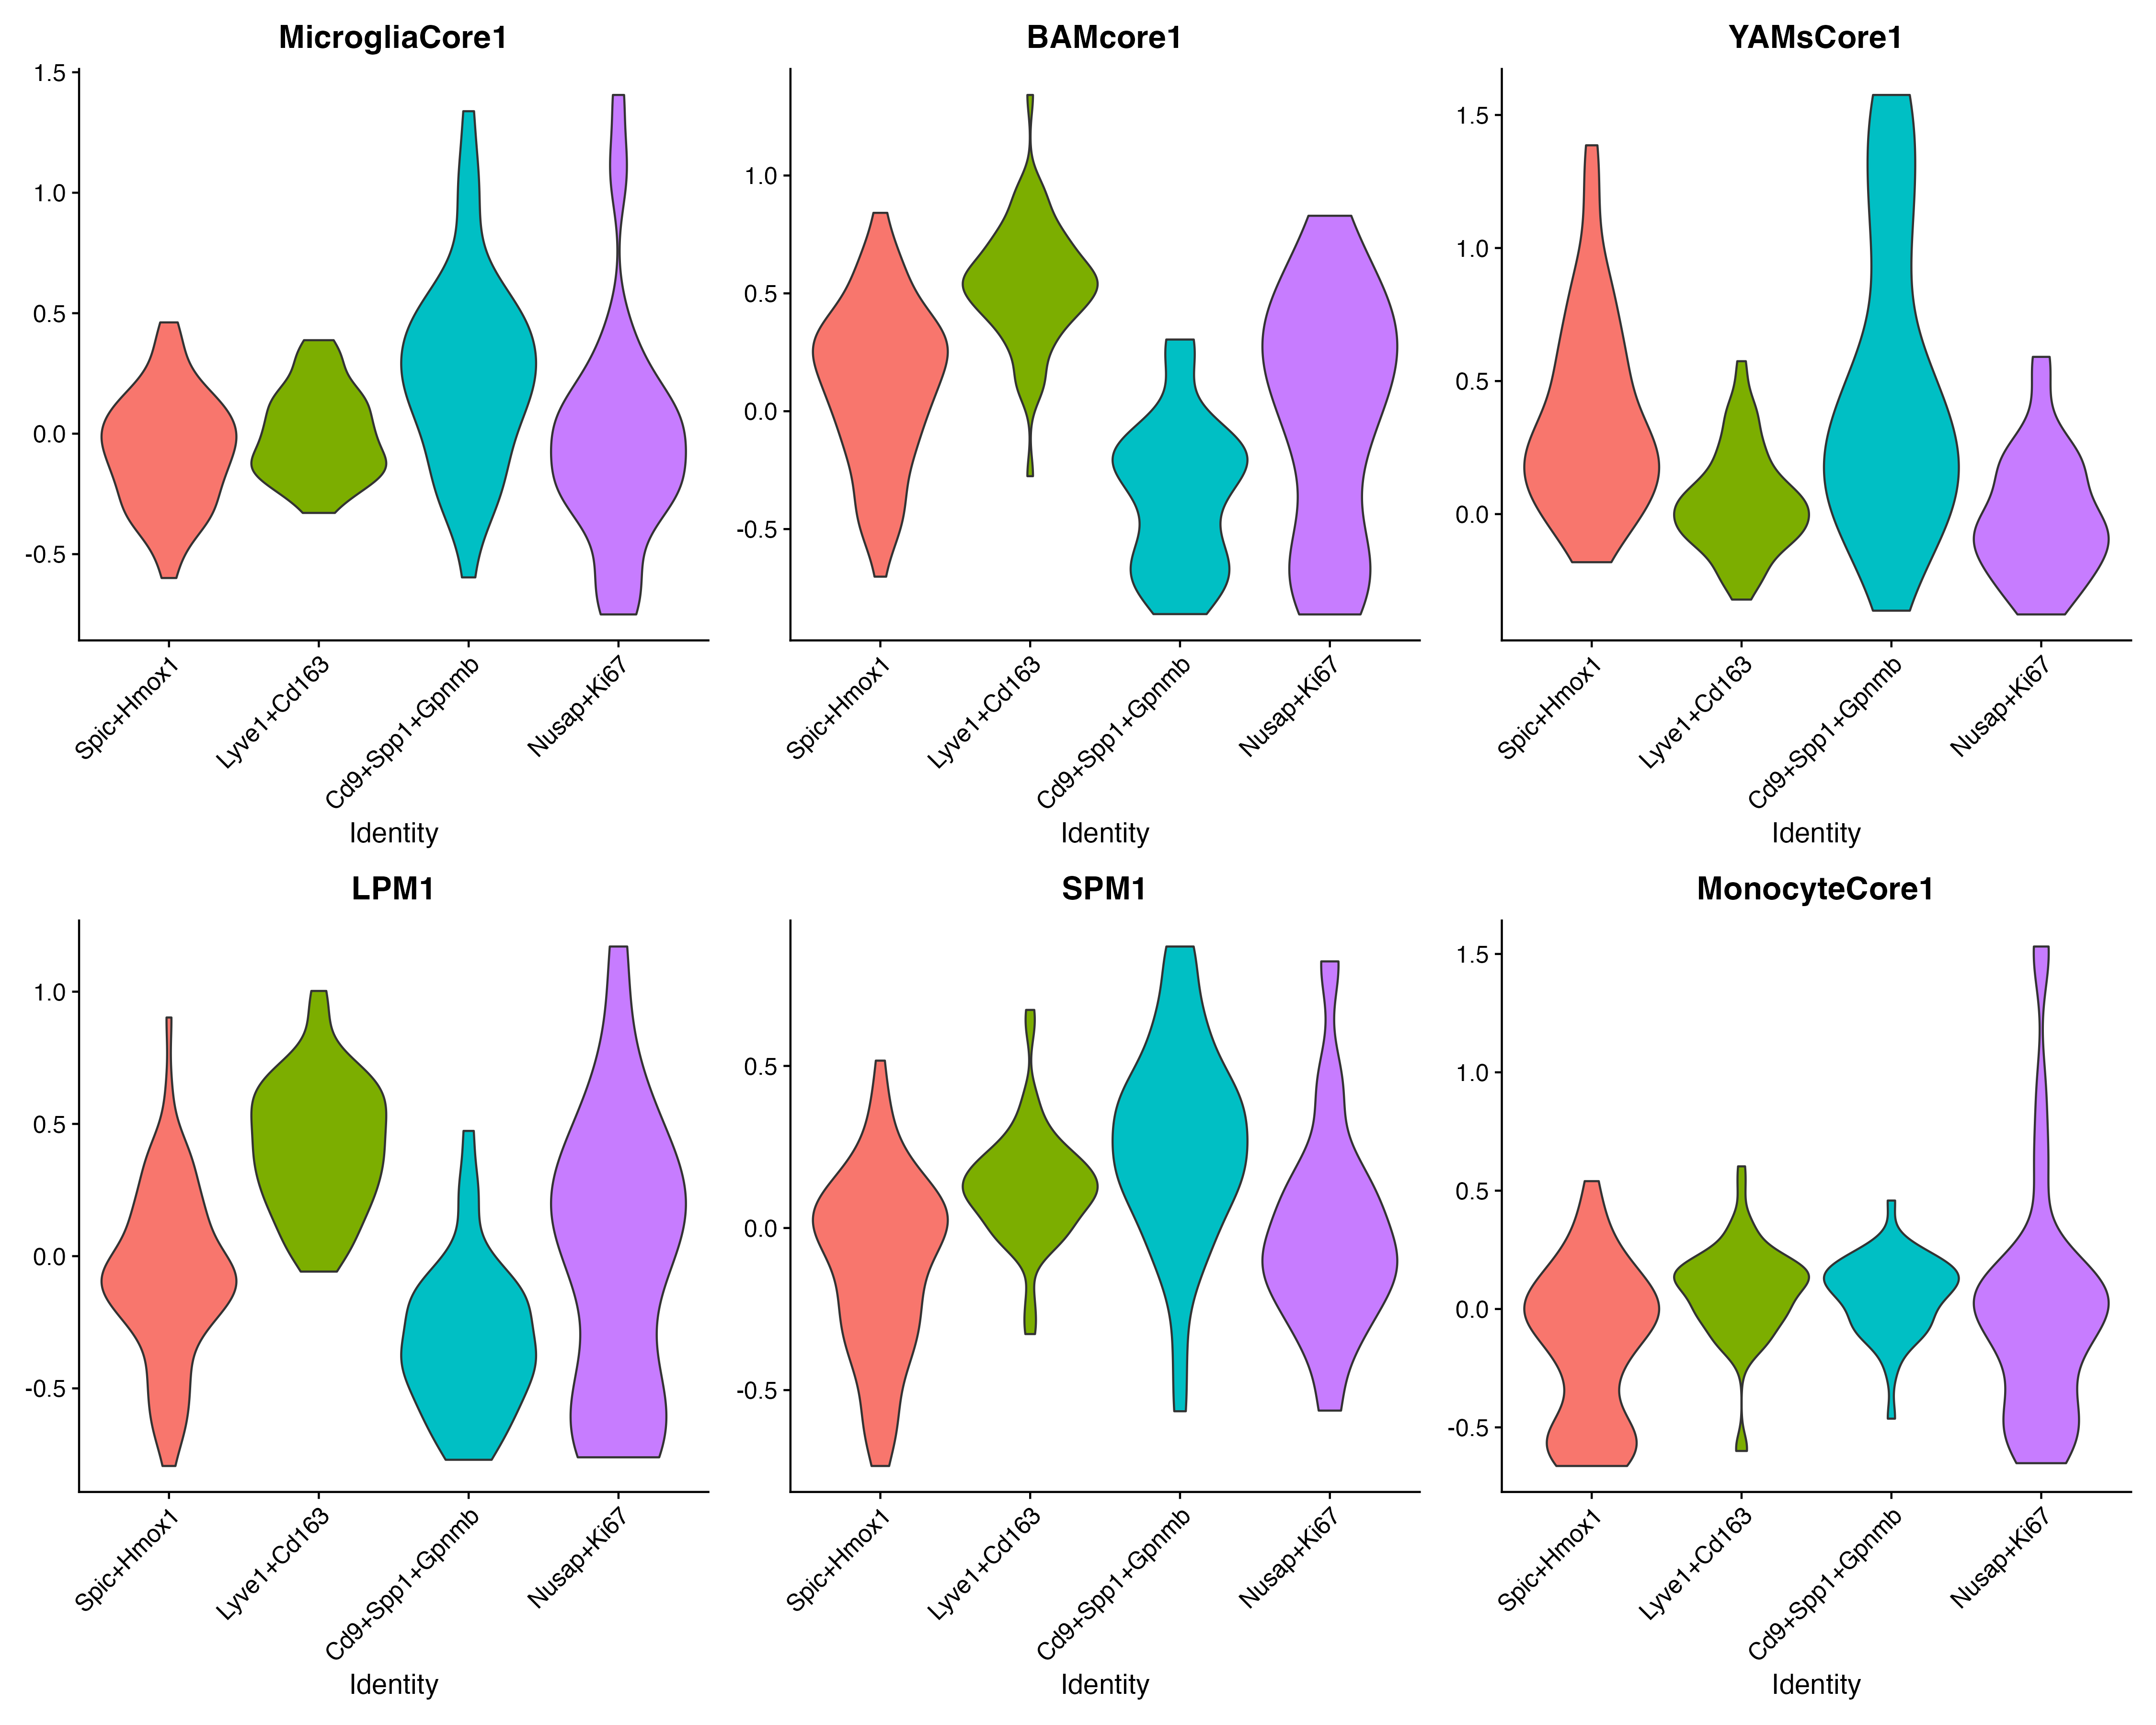 MicrogliaCore1
1.5
1.0
0.5
0.0
-0.5
Spic+Hmox1
Lyve1+Cd163
Cd9+Spp1+Gpnmb
Nusap+Ki67
Identity
BAMcore1
1.0
0.5
0.0
-0.5
Spic+Hmox1
Lyve1+Cd163
Cd9+Spp1+Gpnmb
Nusap+Ki67
Identity
YAMsCore1
1.5
1.0
0.5
0.0
Spic+Hmox1
Lyve1+Cd163
Cd9+Spp1+Gpnmb
Nusap+Ki67
Identity
LPM1
1.0
0.5
0.0
-0.5
Spic+Hmox1
Lyve1+Cd163
Cd9+Spp1+Gpnmb
Nusap+Ki67
Identity
SPM1
0.5
0.0
-0.5
Spic+Hmox1
Lyve1+Cd163
Cd9+Spp1+Gpnmb
Nusap+Ki67
Identity
MonocyteCore1
1.5
1.0
0.5
0.0
-0.5
Spic+Hmox1
Lyve1+Cd163
Cd9+Spp1+Gpnmb
Nusap+Ki67
Identity